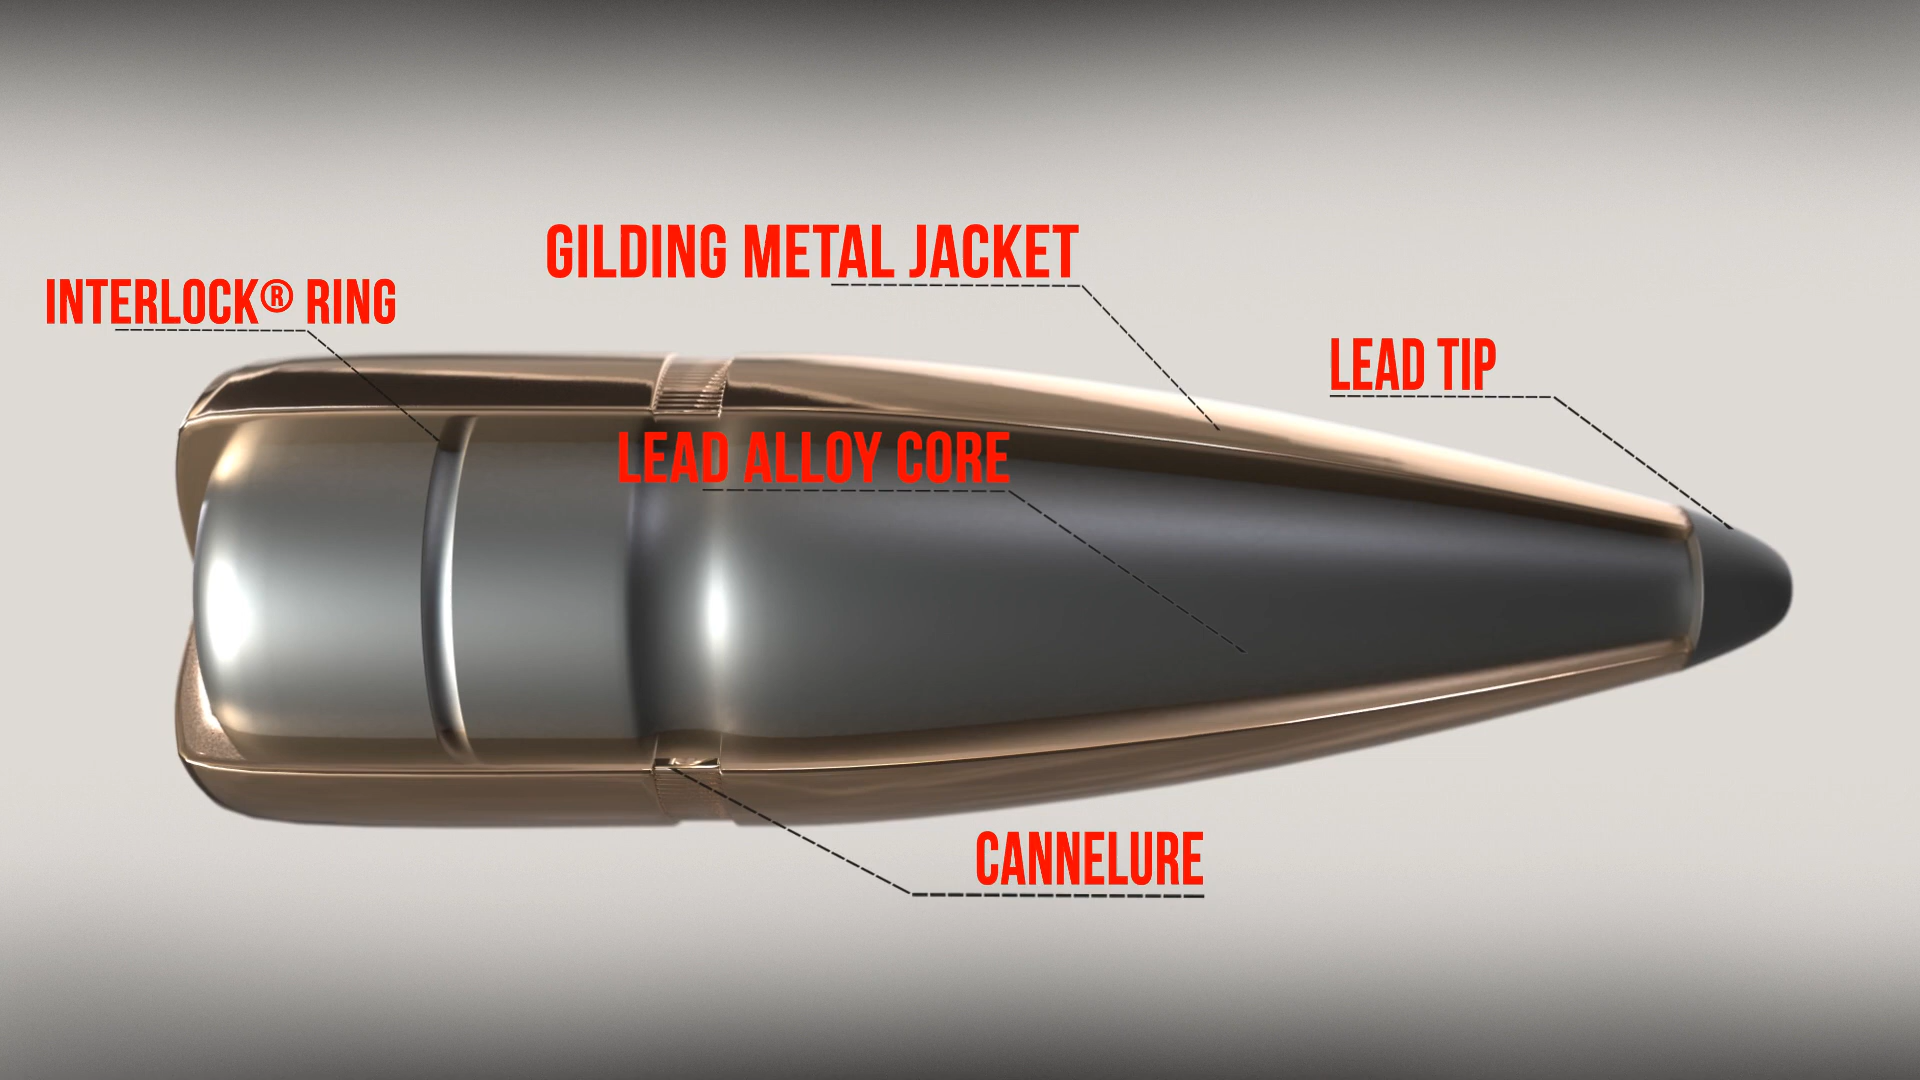 GILDING METAL JACKET
INTERLOCK® RING
LEAD TIP
LEAD ALLOY CORE
CANNELURE